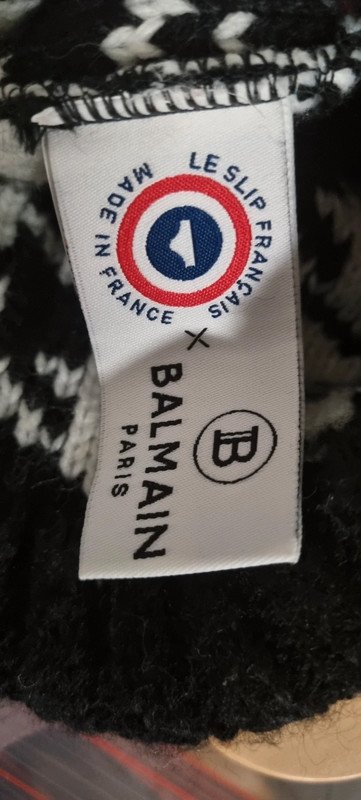 LE SLIP FRANÇAIS
MADE IN FRANCE
X
B
BALMAIN
PARIS